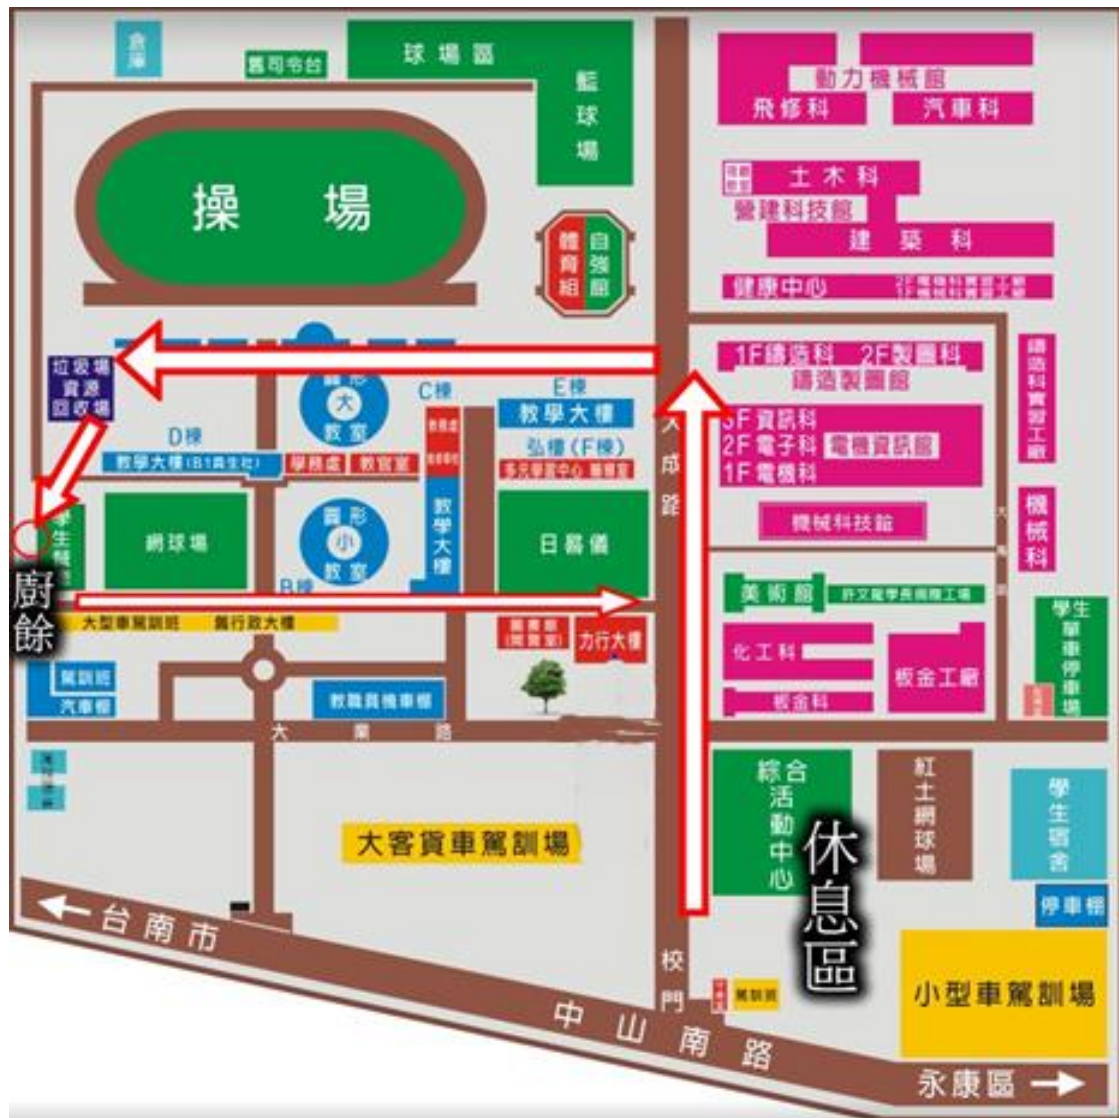 倉庫
舊司令台
球場區
籃球場
操場
體育組
自強館
動力機械館
飛修科
汽車科
土木科
營建科技館
建築科
健康中心
1F鑄造科 2F製圖科
鑄造製圖館
鑄造科實習工廠
3F資訊科
2F電子科
電機資訊館
1F電機科
機械科技館
機械科
垃圾場
資源
回收場
圓形
大
教室
C棟
E棟
教學大樓
弘樓(F棟)
D棟
學務處
教官室
大成路
網球場
圓形
小
教室
教學大樓
日晷儀
B棟
廚餘
大型車駕訓班
舊行政大樓
力行大樓
美術館
化工科
板金工廠
板金科
學生單車停車場
駕訓班
汽車棚
教職員機車棚
大業路
綜合活動中心
休息區
紅土網球場
學生宿舍
停車棚
大客貨車駕訓場
台南市
校門
駕訓班
小型車駕訓場
中山南路
永康區